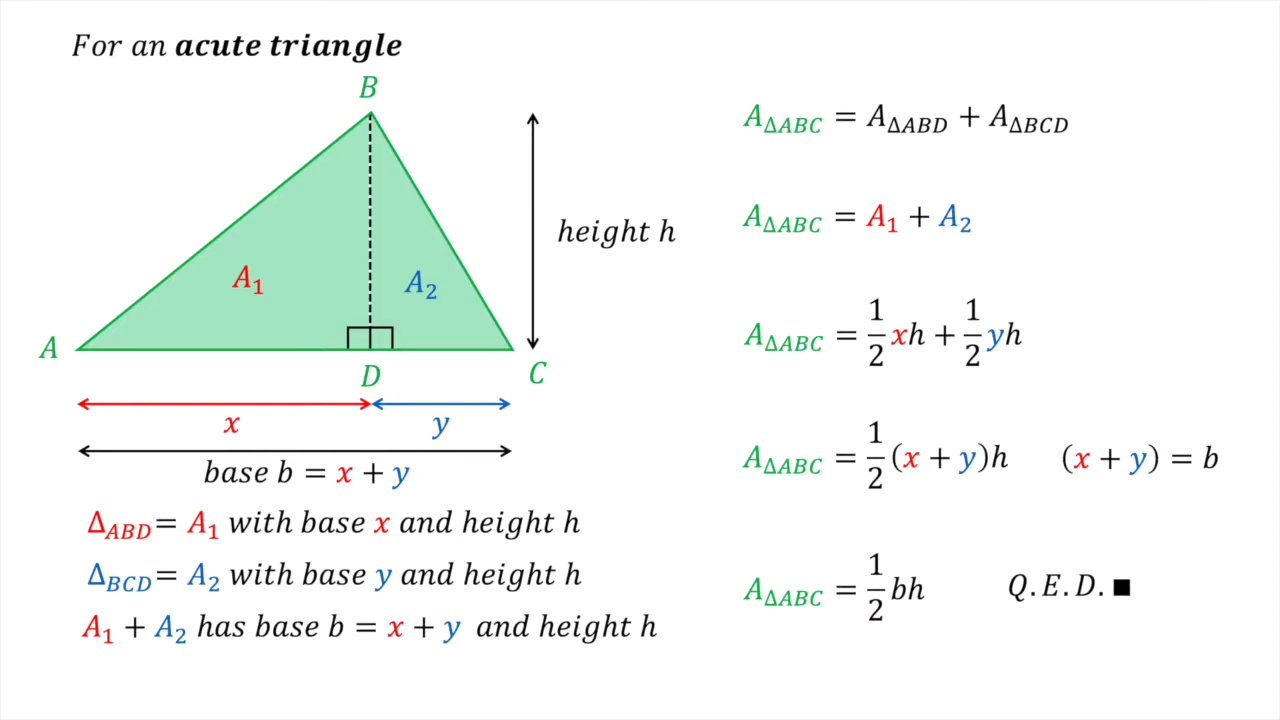 For an acute triangle
B
height h
A₁
A₂
A
D
C
x
y
base b = x + y
Δ_ABD = A₁ with base x and height h
Δ_BCD = A₂ with base y and height h
A₁ + A₂ has base b = x + y and height h
A_ΔABC = A_ΔABD + A_ΔBCD
A_ΔABC = A₁ + A₂
A_ΔABC = 1/2 xh + 1/2 yh
A_ΔABC = 1/2 (x + y)h (x + y) = b
A_ΔABC = 1/2 bh Q.E.D. ■